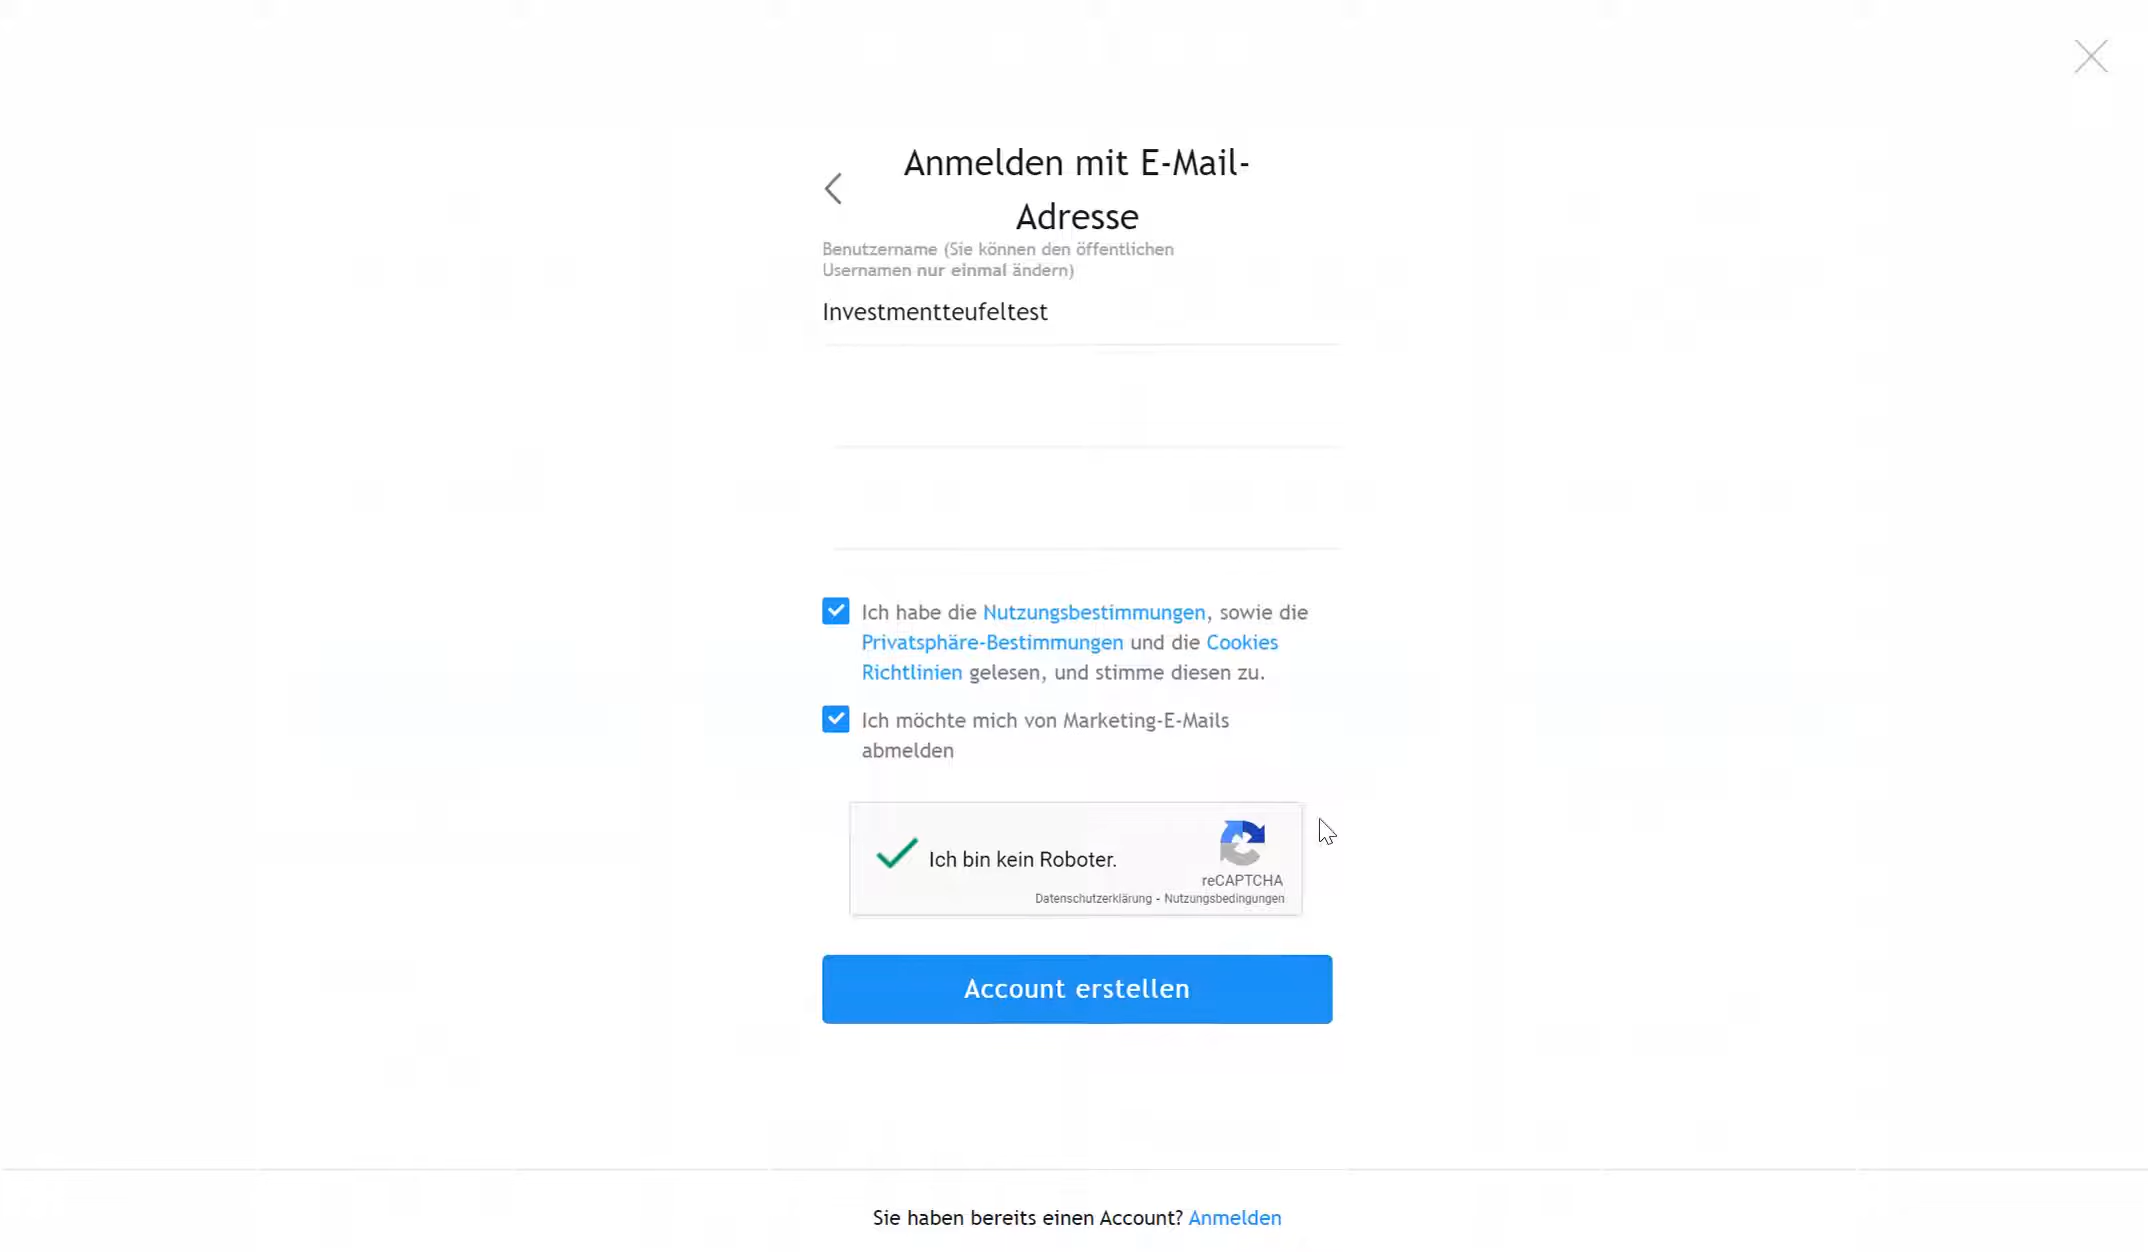 Anmelden mit E-Mail-
Adresse
Benutzername (Sie können den öffentlichen
Usernamen nur einmal ändern)
Investmentteufeltest
Ich habe die Nutzungsbestimmungen, sowie die
Privatsphäre-Bestimmungen und die Cookies
Richtlinien gelesen, und stimme diesen zu.
Ich möchte mich von Marketing-E-Mails
abmelden
Ich bin kein Roboter.
reCAPTCHA
Datenschutzerklärung - Nutzungsbedingungen
Account erstellen
Sie haben bereits einen Account? Anmelden